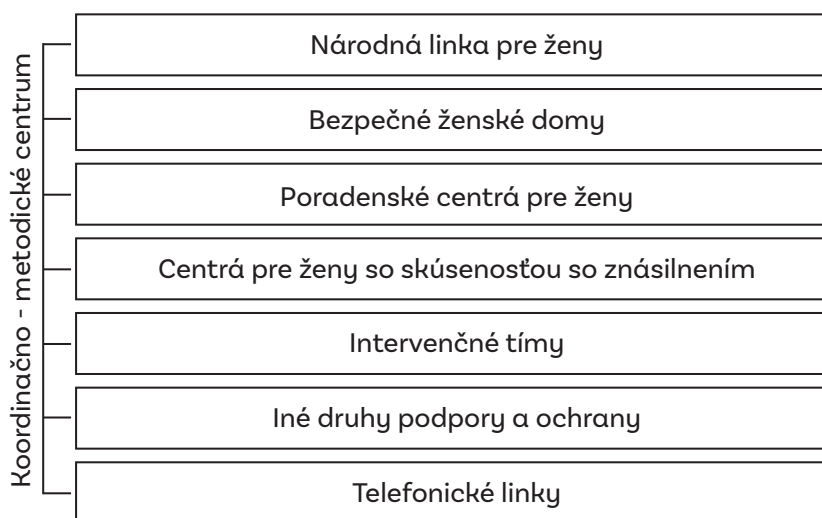 Koordinačno - metodické centrum
Národná linka pre ženy
Bezpečné ženské domy
Poradenské centrá pre ženy
Centrá pre ženy so skúsenosťou so znásilnením
Intervenčné tímy
Iné druhy podpory a ochrany
Telefonické linky